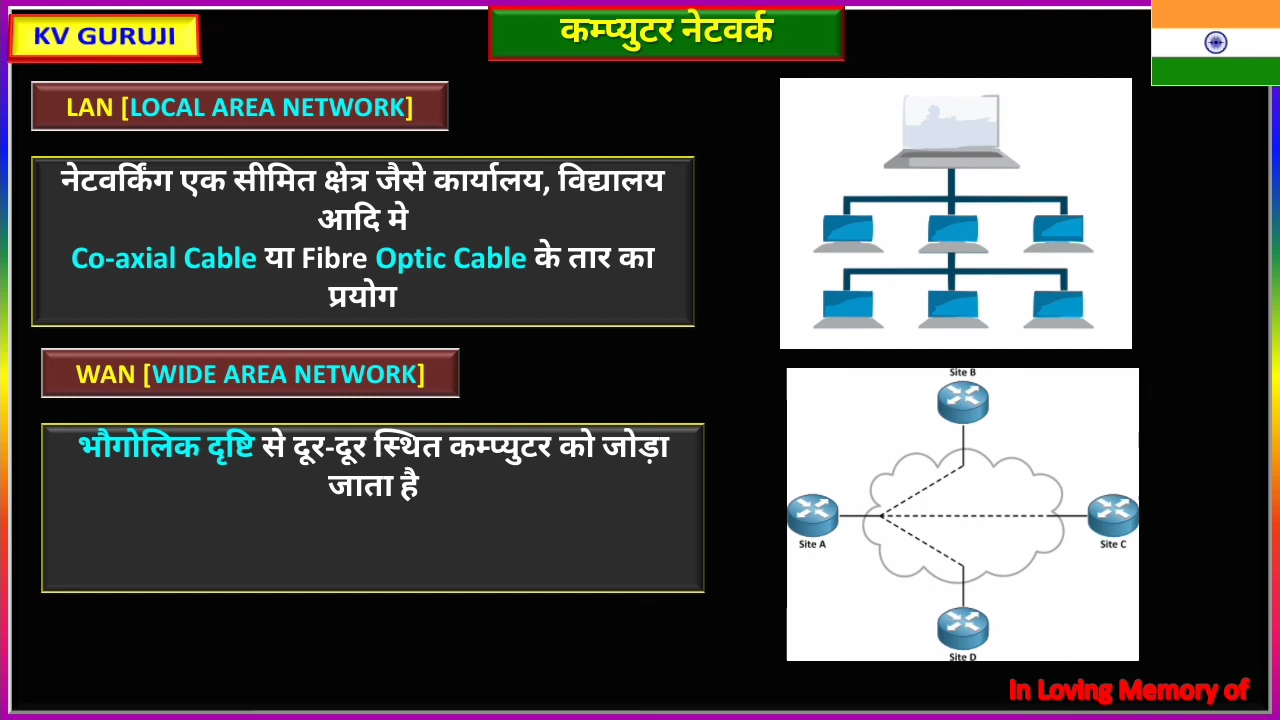 KV GURUJI
कम्प्युटर नेटवर्क
LAN [LOCAL AREA NETWORK]
नेटवर्किंग एक सीमित क्षेत्र जैसे कार्यालय, विद्यालय
आदि मे
Co-axial Cable या Fibre Optic Cable के तार का
प्रयोग
WAN [WIDE AREA NETWORK]
भौगोलिक दृष्टि से दूर-दूर स्थित कम्प्युटर को जोड़ा
जाता है
Site B
Site A
Site C
Site D
In Loving Memory of